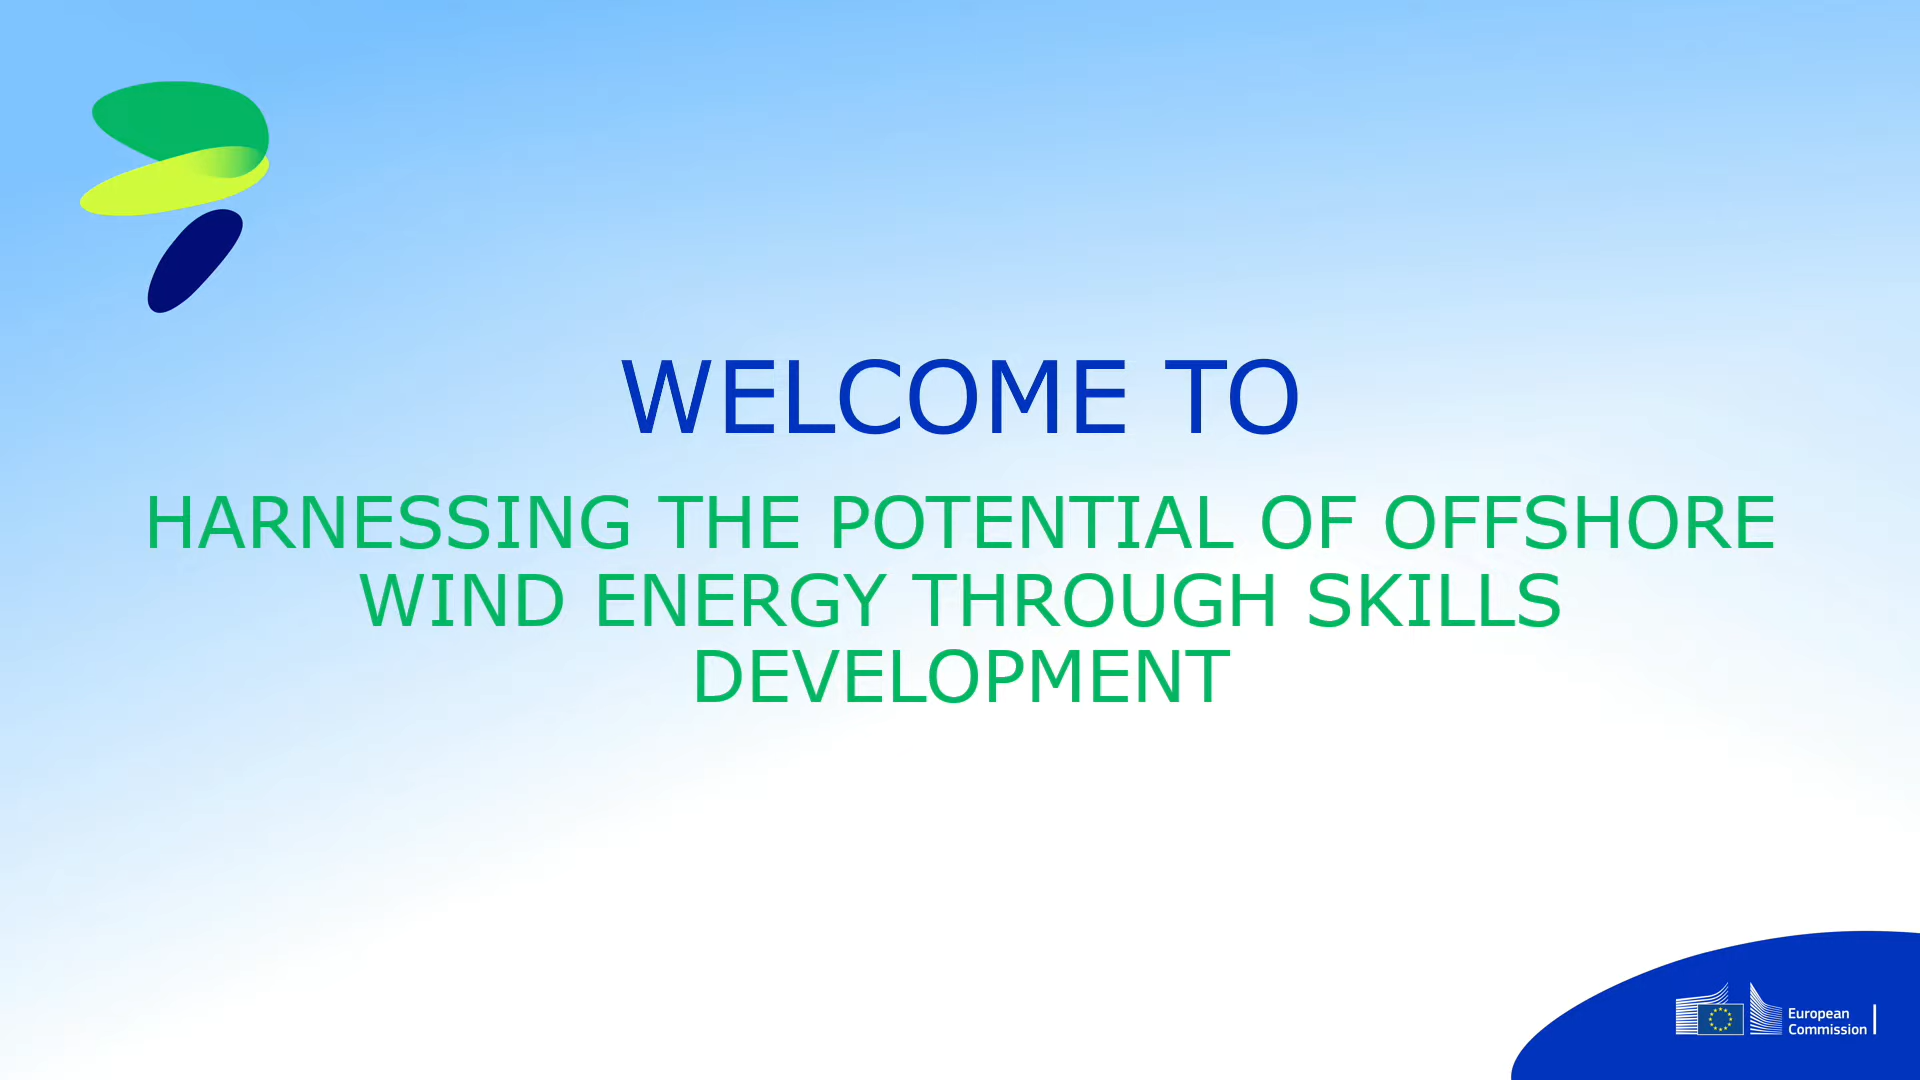 WELCOME TO
HARNESSING THE POTENTIAL OF OFFSHORE
WIND ENERGY THROUGH SKILLS
DEVELOPMENT
European
Commission